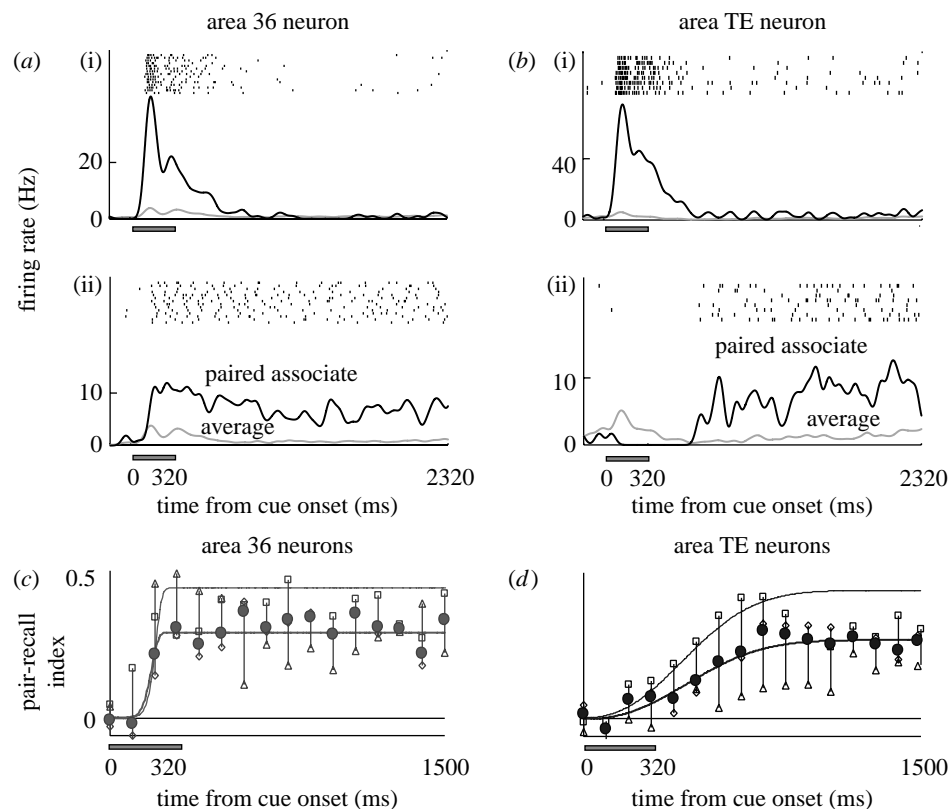 area 36 neuron
area TE neuron
(a)
(i)
20
0
(b)
(i)
40
0
firing rate (Hz)
(ii)
10
paired associate
average
0
0 320 2320
time from cue onset (ms)
(ii)
10
paired associate
average
0
0 320 2320
time from cue onset (ms)
area 36 neurons
(c)
0.5
0
pair-recall
index
0 320 1500
time from cue onset (ms)
area TE neurons
(d)
0 320 1500
time from cue onset (ms)